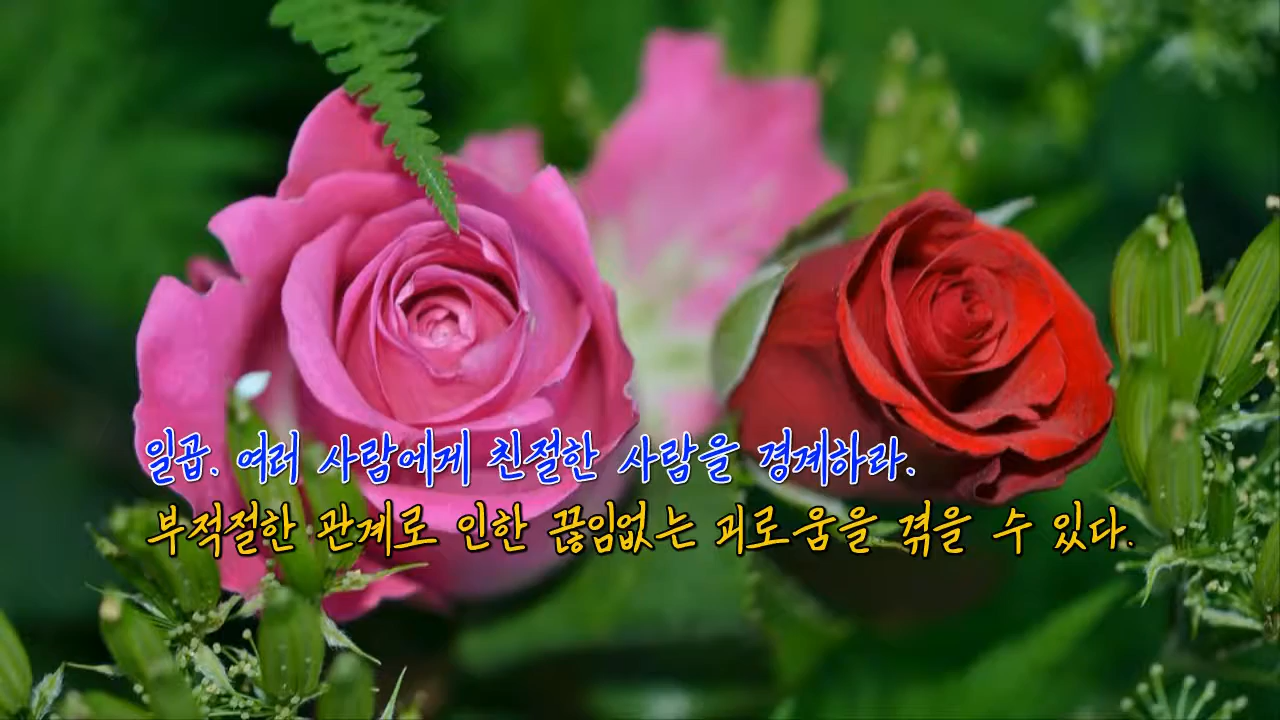 일곱. 여러 사람에게 친절한 사람을 경계하라.
부적절한 관계로 인한 끊임없는 괴로움을 겪을 수 있다.